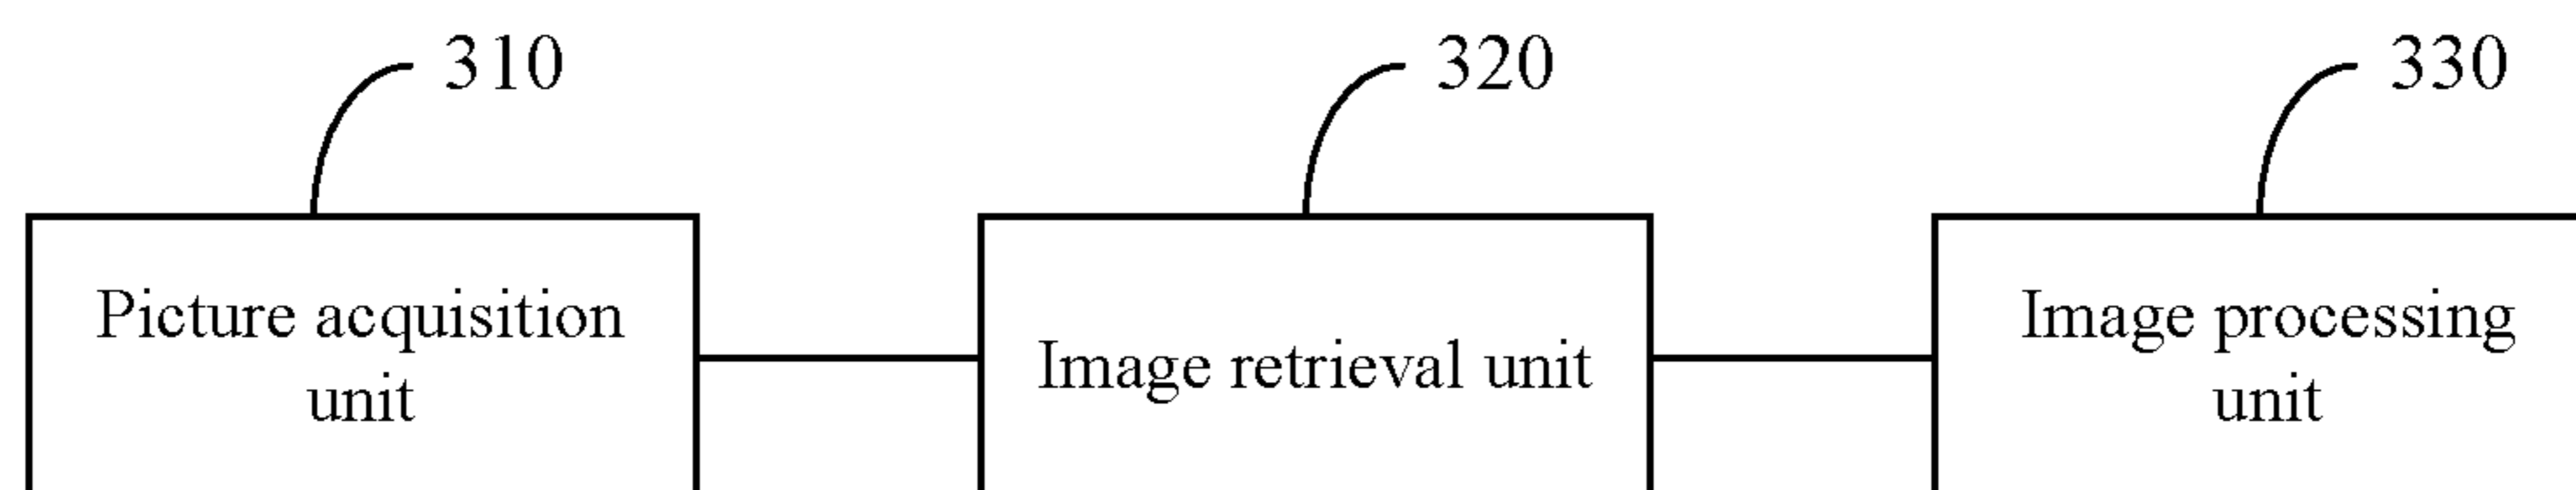 310
320
330
Picture acquisition
unit
Image retrieval unit
Image processing
unit